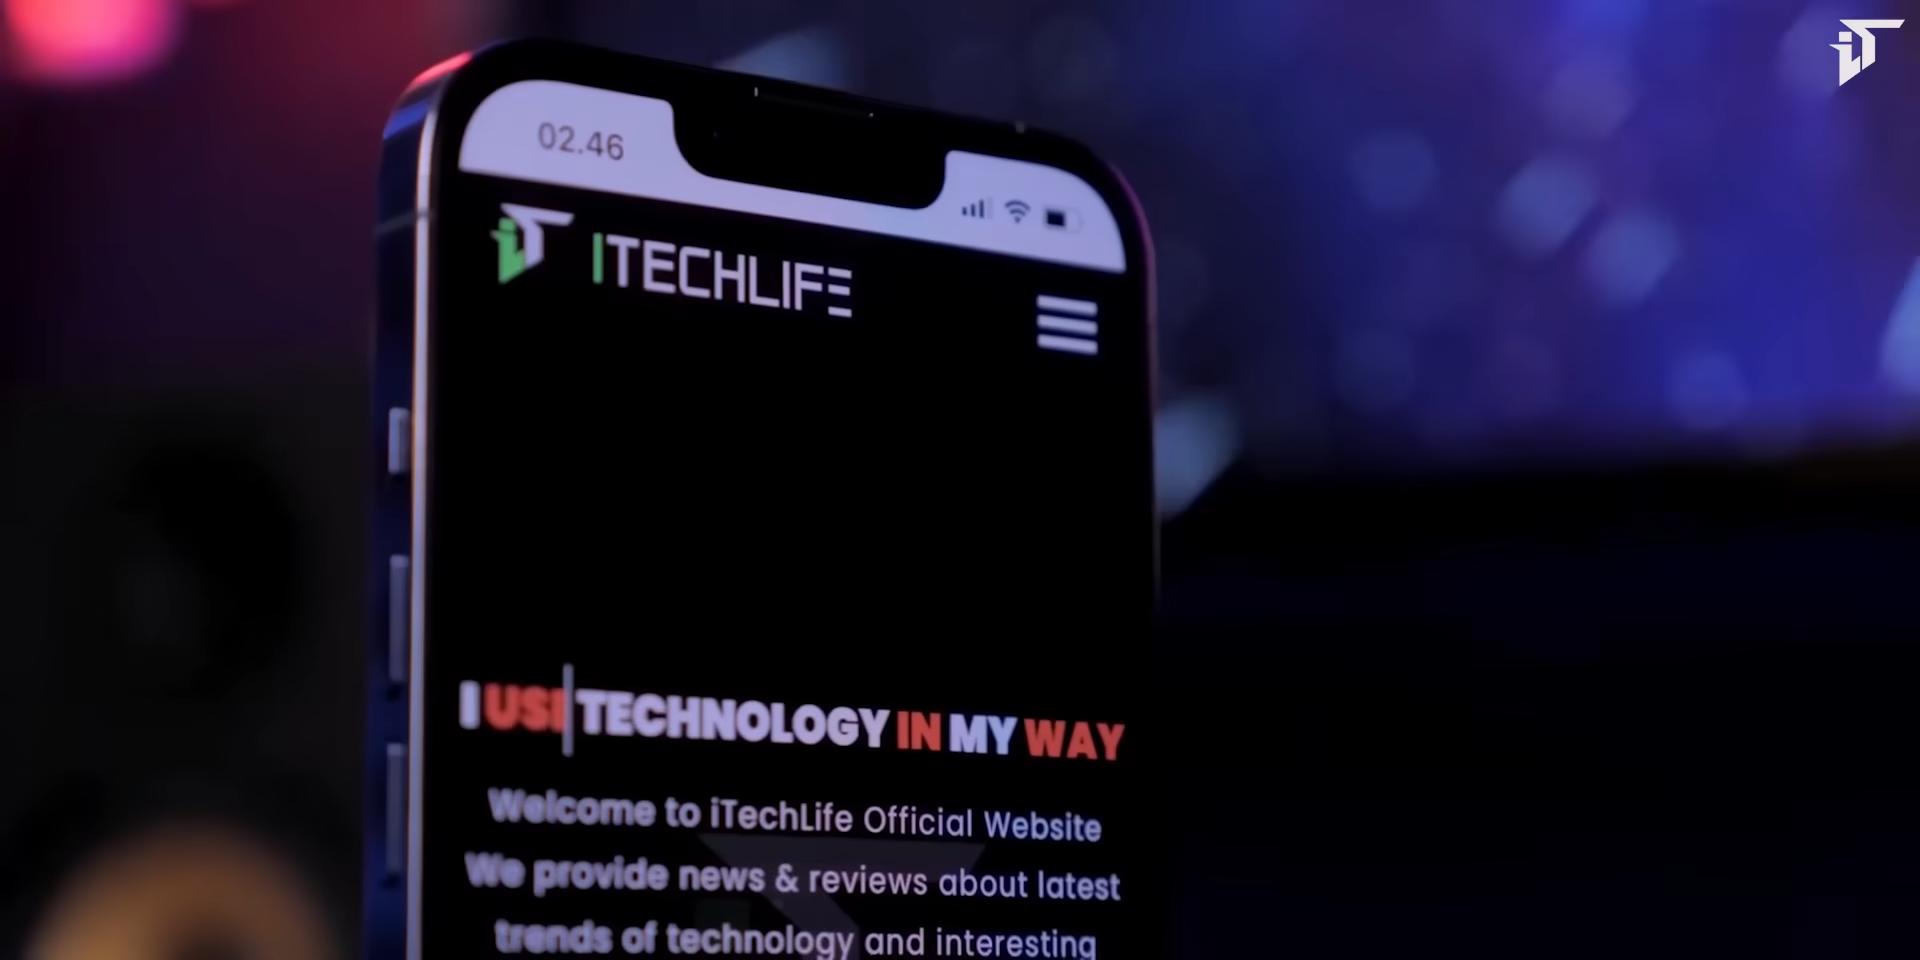 02.46
ITECHLIFE
I USE TECHNOLOGY IN MY WAY
Welcome to iTechLife Official Website
We provide news & reviews about latest
trends of technology and interesting